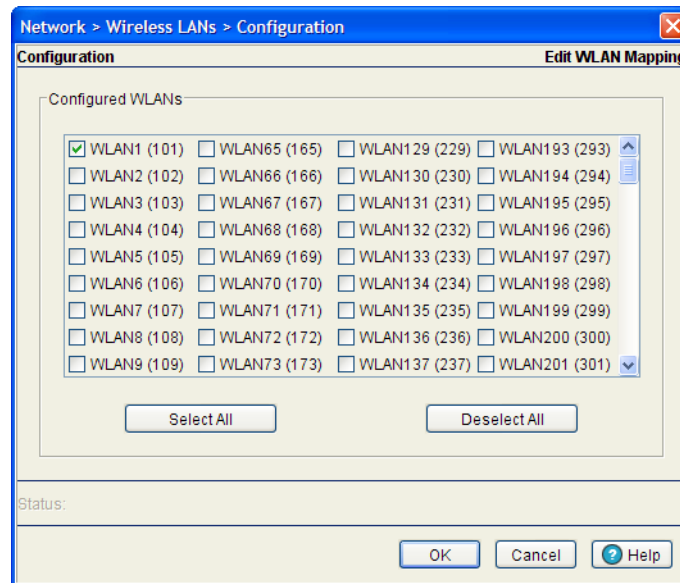 Network > Wireless LANs > Configuration
Configuration Edit WLAN Mapping
Configured WLANs
WLAN1 (101) WLAN65 (165) WLAN129 (229) WLAN193 (293)
WLAN2 (102) WLAN66 (166) WLAN130 (230) WLAN194 (294)
WLAN3 (103) WLAN67 (167) WLAN131 (231) WLAN195 (295)
WLAN4 (104) WLAN68 (168) WLAN132 (232) WLAN196 (296)
WLAN5 (105) WLAN69 (169) WLAN133 (233) WLAN197 (297)
WLAN6 (106) WLAN70 (170) WLAN134 (234) WLAN198 (298)
WLAN7 (107) WLAN71 (171) WLAN135 (235) WLAN199 (299)
WLAN8 (108) WLAN72 (172) WLAN136 (236) WLAN200 (300)
WLAN9 (109) WLAN73 (173) WLAN137 (237) WLAN201 (301)
Select All Deselect All
Status:
OK Cancel ? Help